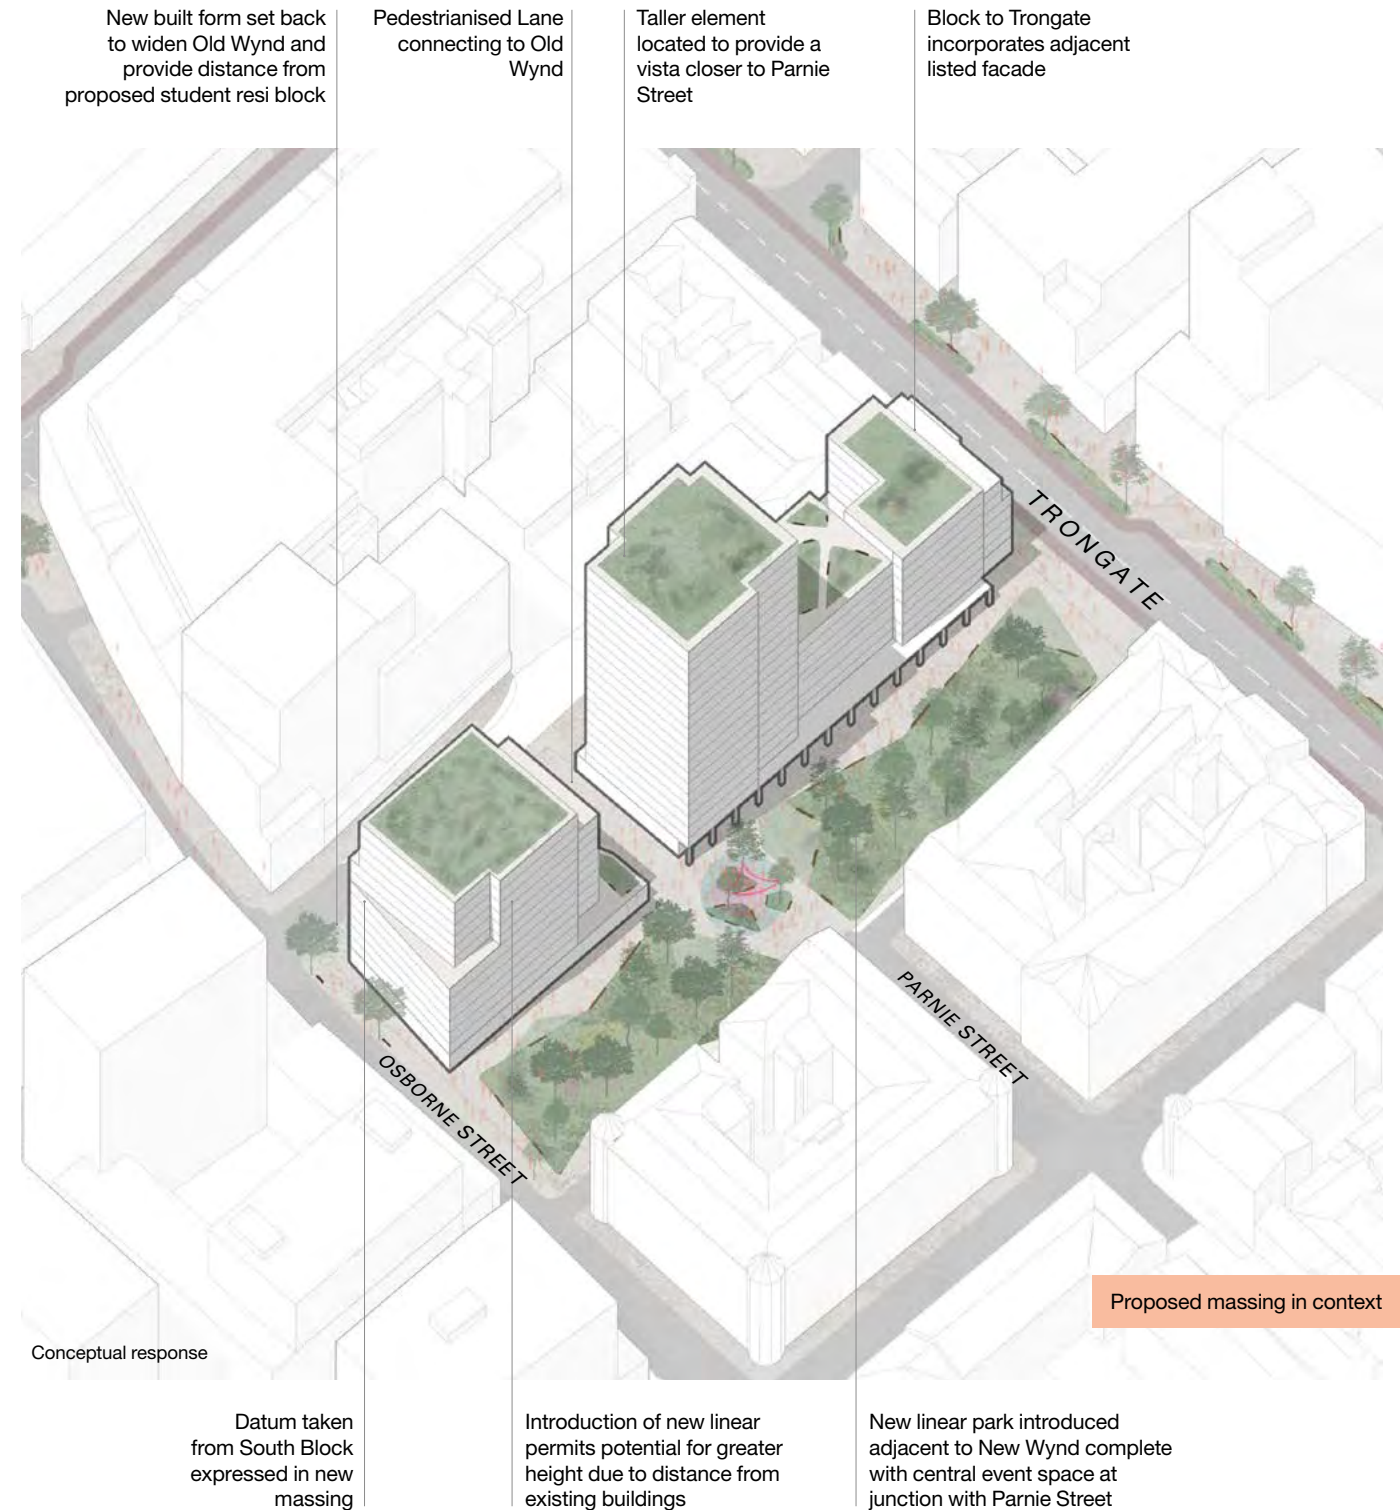 New built form set back
to widen Old Wynd and
provide distance from
proposed student resi block
Pedestrianised Lane
connecting to Old
Wynd
Taller element
located to provide a
vista closer to Parnie
Street
Block to Trongate
incorporates adjacent
listed facade
TRONGATE
PARNIE STREET
OSBORNE STREET
Proposed massing in context
Conceptual response
Datum taken
from South Block
expressed in new
massing
Introduction of new linear
permits potential for greater
height due to distance from
existing buildings
New linear park introduced
adjacent to New Wynd complete
with central event space at
junction with Parnie Street